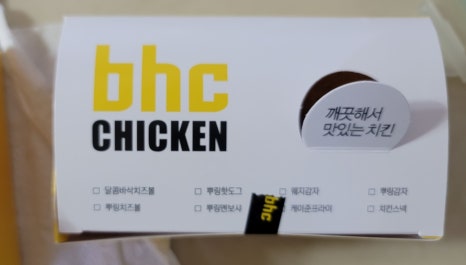 bhc
CHICKEN
깨끗해서
맛있는 치킨!
□ 달콤바삭치즈볼 □ 뿌링핫도그 □ 웨지감자 □ 뿌링감자
□ 뿌링치즈볼 □ 뿌링멘보샤 □ 케이준프라이 □ 치킨스낵
bhc